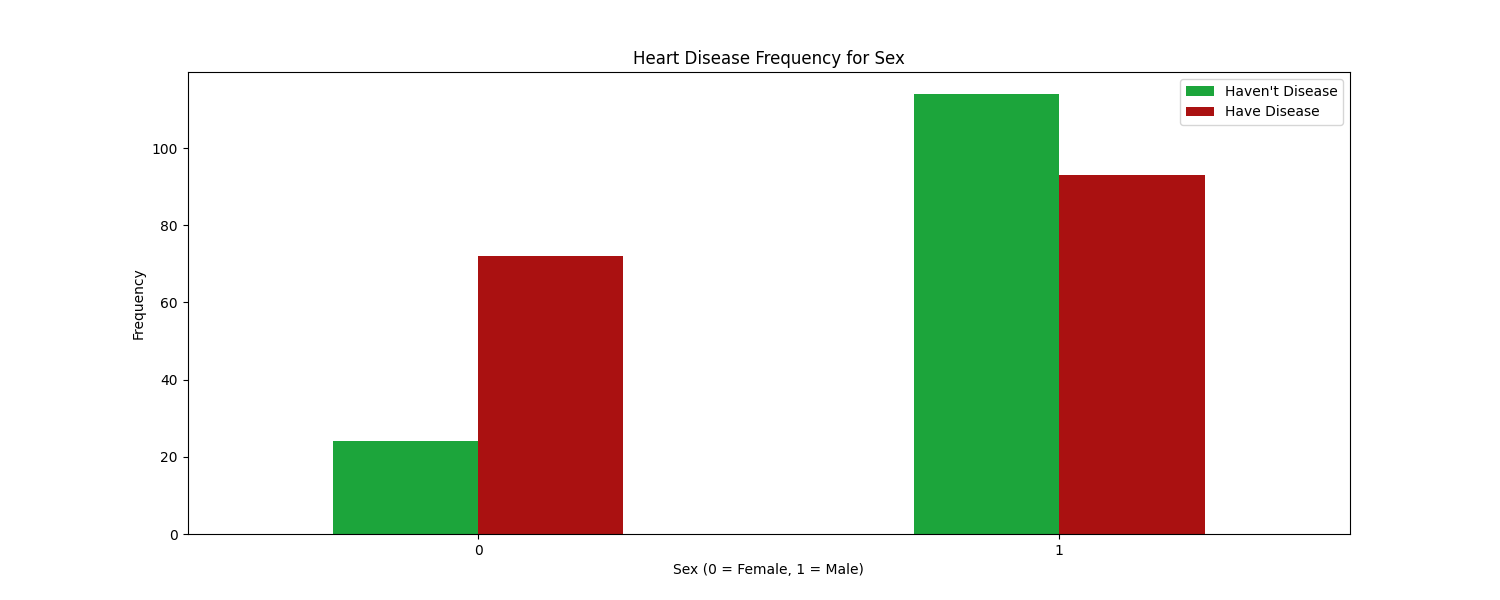 Heart Disease Frequency for Sex
Haven't Disease
Have Disease
100
80
60
40
20
0
Frequency
0 1
Sex (0 = Female, 1 = Male)